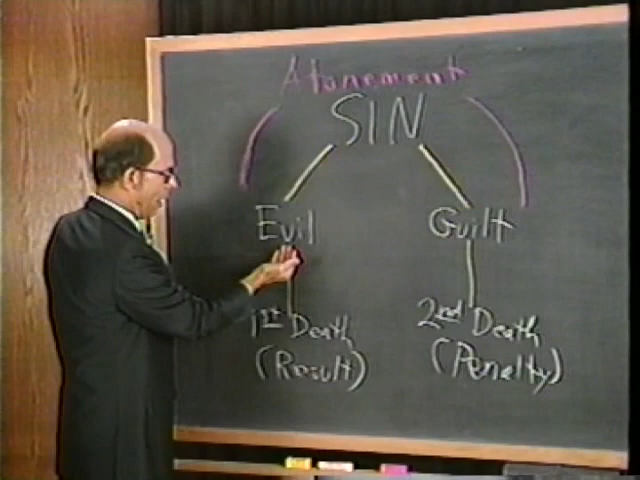 Atonement
SIN
Evil Guilt
1st Death 2nd Death
(Result) (Penalty)